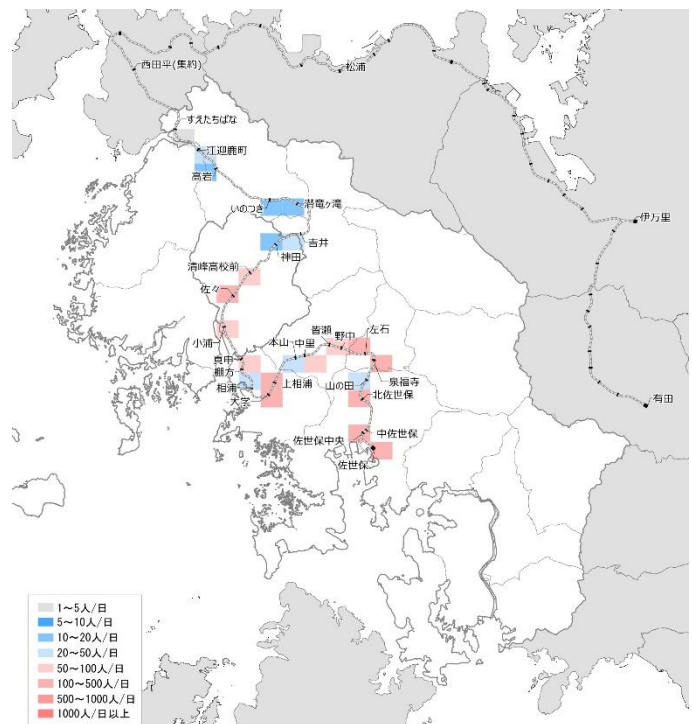 西田平(集約)
松浦
すえたちばな
江迎鹿町
高岩
いのつき
潜竜ヶ滝
伊万里
吉井
神田
清峰高校前
佐々
小浦
真申
棚方
相浦
大学
上相浦
本山
中里
皆瀬
野中
左石
泉福寺
山の田
北佐世保
有田
佐世保中央
中佐世保
佐世保
1～5人/日
5～10人/日
10～20人/日
20～50人/日
50～100人/日
100～500人/日
500～1000人/日
1000人/日以上